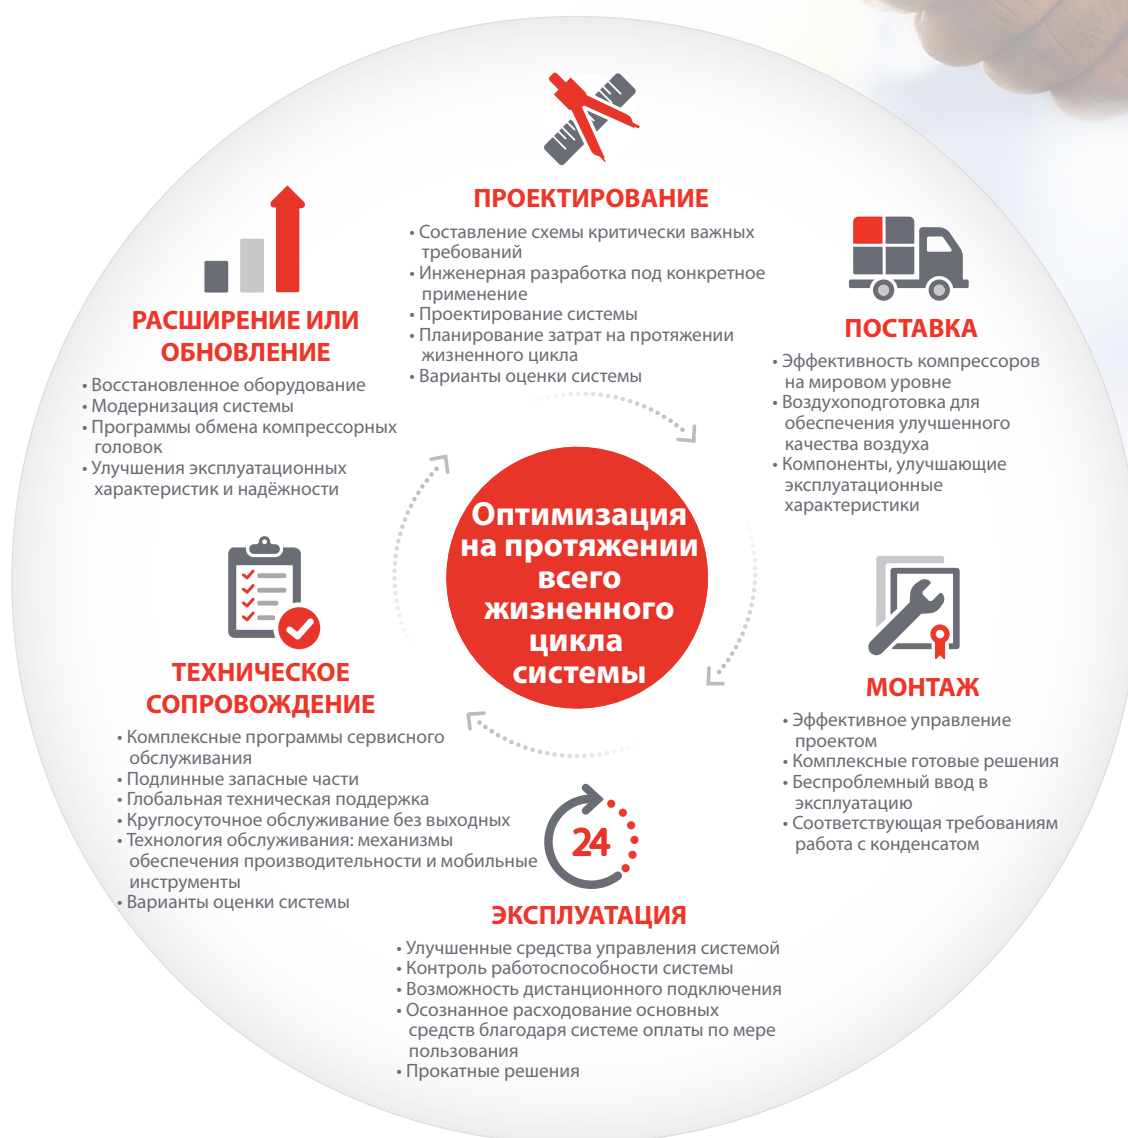 ПРОЕКТИРОВАНИЕ
• Составление схемы критически важных
требований
• Инженерная разработка под конкретное
применение
• Проектирование системы
• Планирование затрат на протяжении
жизненного цикла
• Варианты оценки системы
ПОСТАВКА
• Эффективность компрессоров
на мировом уровне
• Воздухоподготовка для
обеспечения улучшенного
качества воздуха
• Компоненты, улучшающие
эксплуатационные
характеристики
МОНТАЖ
• Эффективное управление
проектом
• Комплексные готовые решения
• Беспроблемный ввод в
эксплуатацию
• Соответствующая требованиям
работа с конденсатом
24
ЭКСПЛУАТАЦИЯ
• Улучшенные средства управления системой
• Контроль работоспособности системы
• Возможность дистанционного подключения
• Осознанное расходование основных
средств благодаря системе оплаты по мере
пользования
• Прокатные решения
ТЕХНИЧЕСКОЕ
СОПРОВОЖДЕНИЕ
• Комплексные программы сервисного
обслуживания
• Подлинные запасные части
• Глобальная техническая поддержка
• Круглосуточное обслуживание без выходных
• Технология обслуживания: механизмы
обеспечения производительности и мобильные
инструменты
• Варианты оценки системы
РАСШИРЕНИЕ ИЛИ
ОБНОВЛЕНИЕ
• Восстановленное оборудование
• Модернизация системы
• Программы обмена компрессорных
головок
• Улучшения эксплуатационных
характеристик и надёжности
Оптимизация
на протяжении
всего
жизненного
цикла
системы